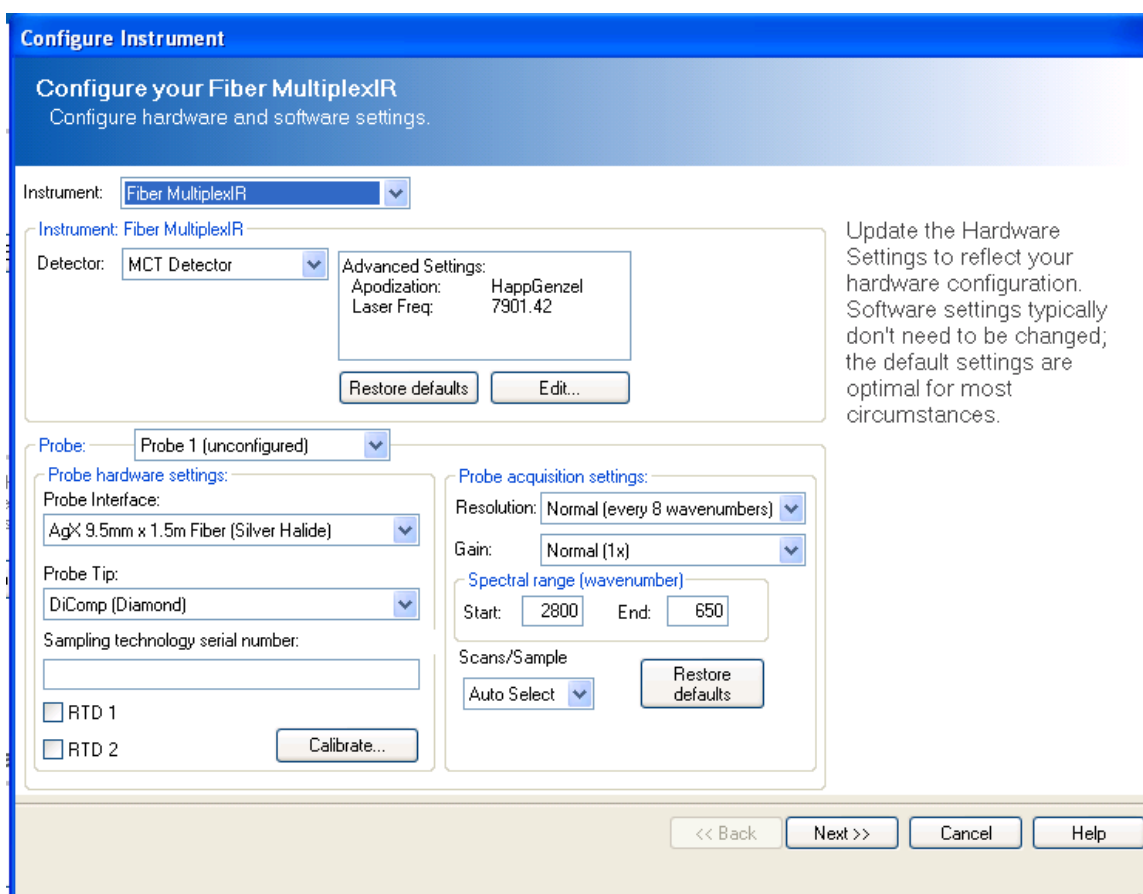 Configure Instrument
Configure your Fiber MultiplexIR
Configure hardware and software settings.
Instrument: Fiber MultiplexIR
Instrument: Fiber MultiplexIR
Detector: MCT Detector
Advanced Settings:
Apodization: HappGenzel
Laser Freq: 7901.42
Restore defaults Edit...
Update the Hardware
Settings to reflect your
hardware configuration.
Software settings typically
don't need to be changed;
the default settings are
optimal for most
circumstances.
Probe: Probe 1 (unconfigured)
Probe hardware settings:
Probe Interface:
AgX 9.5mm x 1.5m Fiber (Silver Halide)
Probe Tip:
DiComp (Diamond)
Sampling technology serial number:
RTD 1
RTD 2
Calibrate...
Probe acquisition settings:
Resolution: Normal (every 8 wavenumbers)
Gain: Normal (1x)
Spectral range (wavenumber)
Start: 2800 End: 650
Scans/Sample
Auto Select
Restore
defaults
<< Back Next >> Cancel Help